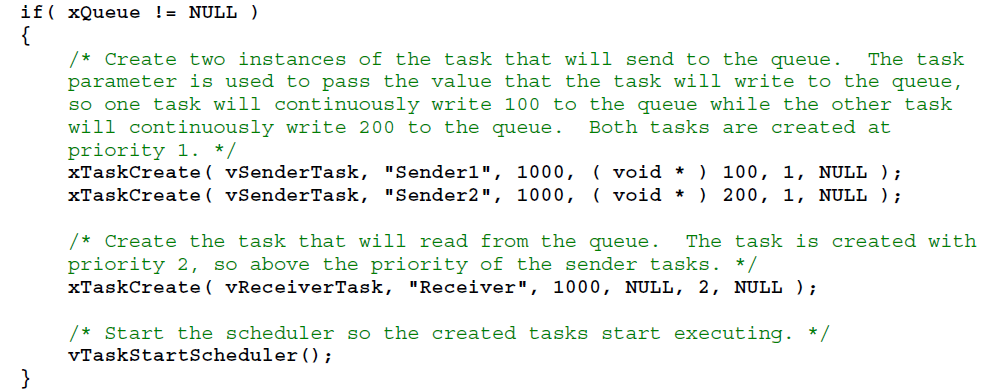 if( xQueue != NULL )
{
/* Create two instances of the task that will send to the queue.  The task
parameter is used to pass the value that the task will write to the queue,
so one task will continuously write 100 to the queue while the other task
will continuously write 200 to the queue.  Both tasks are created at
priority 1. */
xTaskCreate( vSenderTask, "Sender1", 1000, ( void * ) 100, 1, NULL );
xTaskCreate( vSenderTask, "Sender2", 1000, ( void * ) 200, 1, NULL );
/* Create the task that will read from the queue.  The task is created with
priority 2, so above the priority of the sender tasks. */
xTaskCreate( vReceiverTask, "Receiver", 1000, NULL, 2, NULL );
/* Start the scheduler so the created tasks start executing. */
vTaskStartScheduler();
}